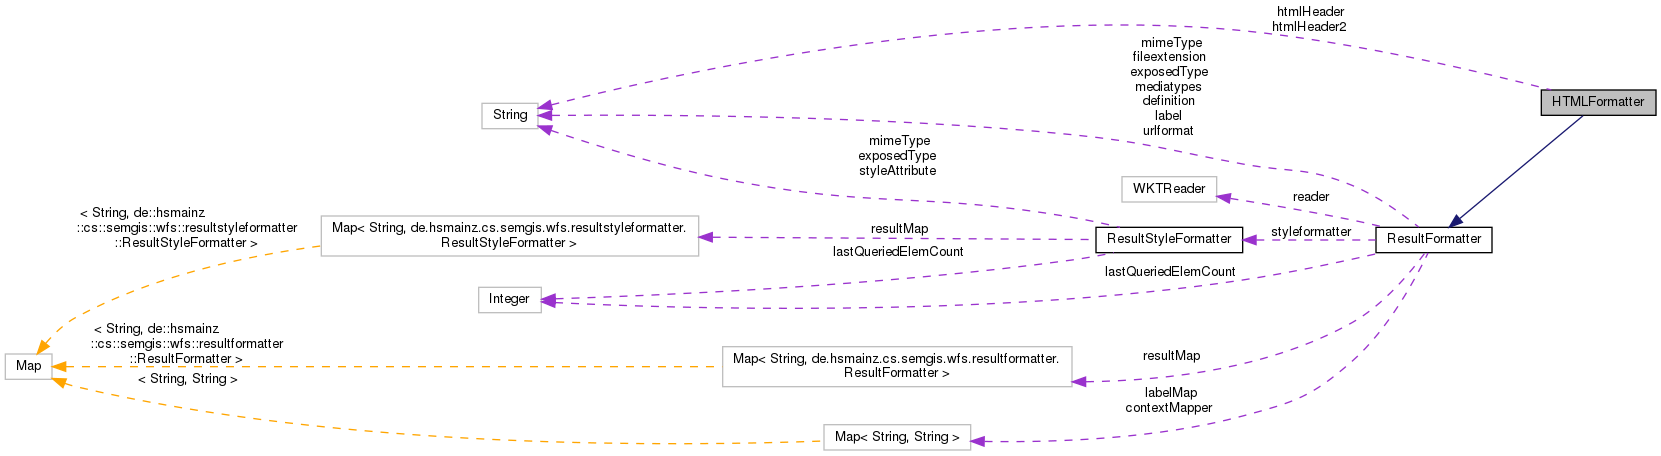 htmlHeader
htmlHeader2
mimeType
fileextension
exposedType
mediatypes
definition
label
urlformat
HTMLFormatter
String
mimeType
exposedType
styleAttribute
WKTReader
reader
< String, de::hsmainz
::cs::semgis::wfs::resultstyleformatter
::ResultStyleFormatter >
Map< String, de.hsmainz.cs.semgis.wfs.resultstyleformatter.
ResultStyleFormatter >
resultMap
ResultStyleFormatter
styleformatter
ResultFormatter
lastQueriedElemCount
lastQueriedElemCount
Integer
< String, de::hsmainz
::cs::semgis::wfs::resultformatter
::ResultFormatter >
Map
Map< String, de.hsmainz.cs.semgis.wfs.resultformatter.
ResultFormatter >
resultMap
< String, String >
labelMap
contextMapper
Map< String, String >